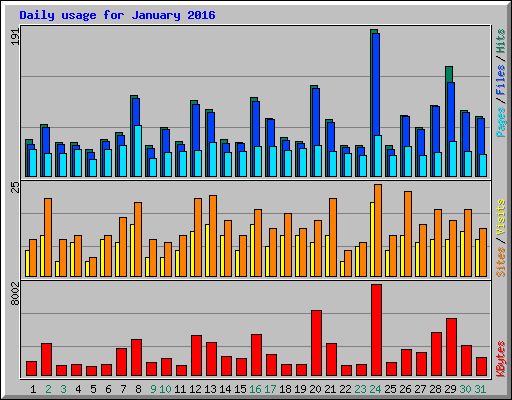 Daily usage for January 2016
191
Pages / Files / Hits
25
Sites / Visits
8002
KBytes
1 2 3 4 5 6 7 8 9 10 11 12 13 14 15 16 17 18 19 20 21 22 23 24 25 26 27 28 29 30 31